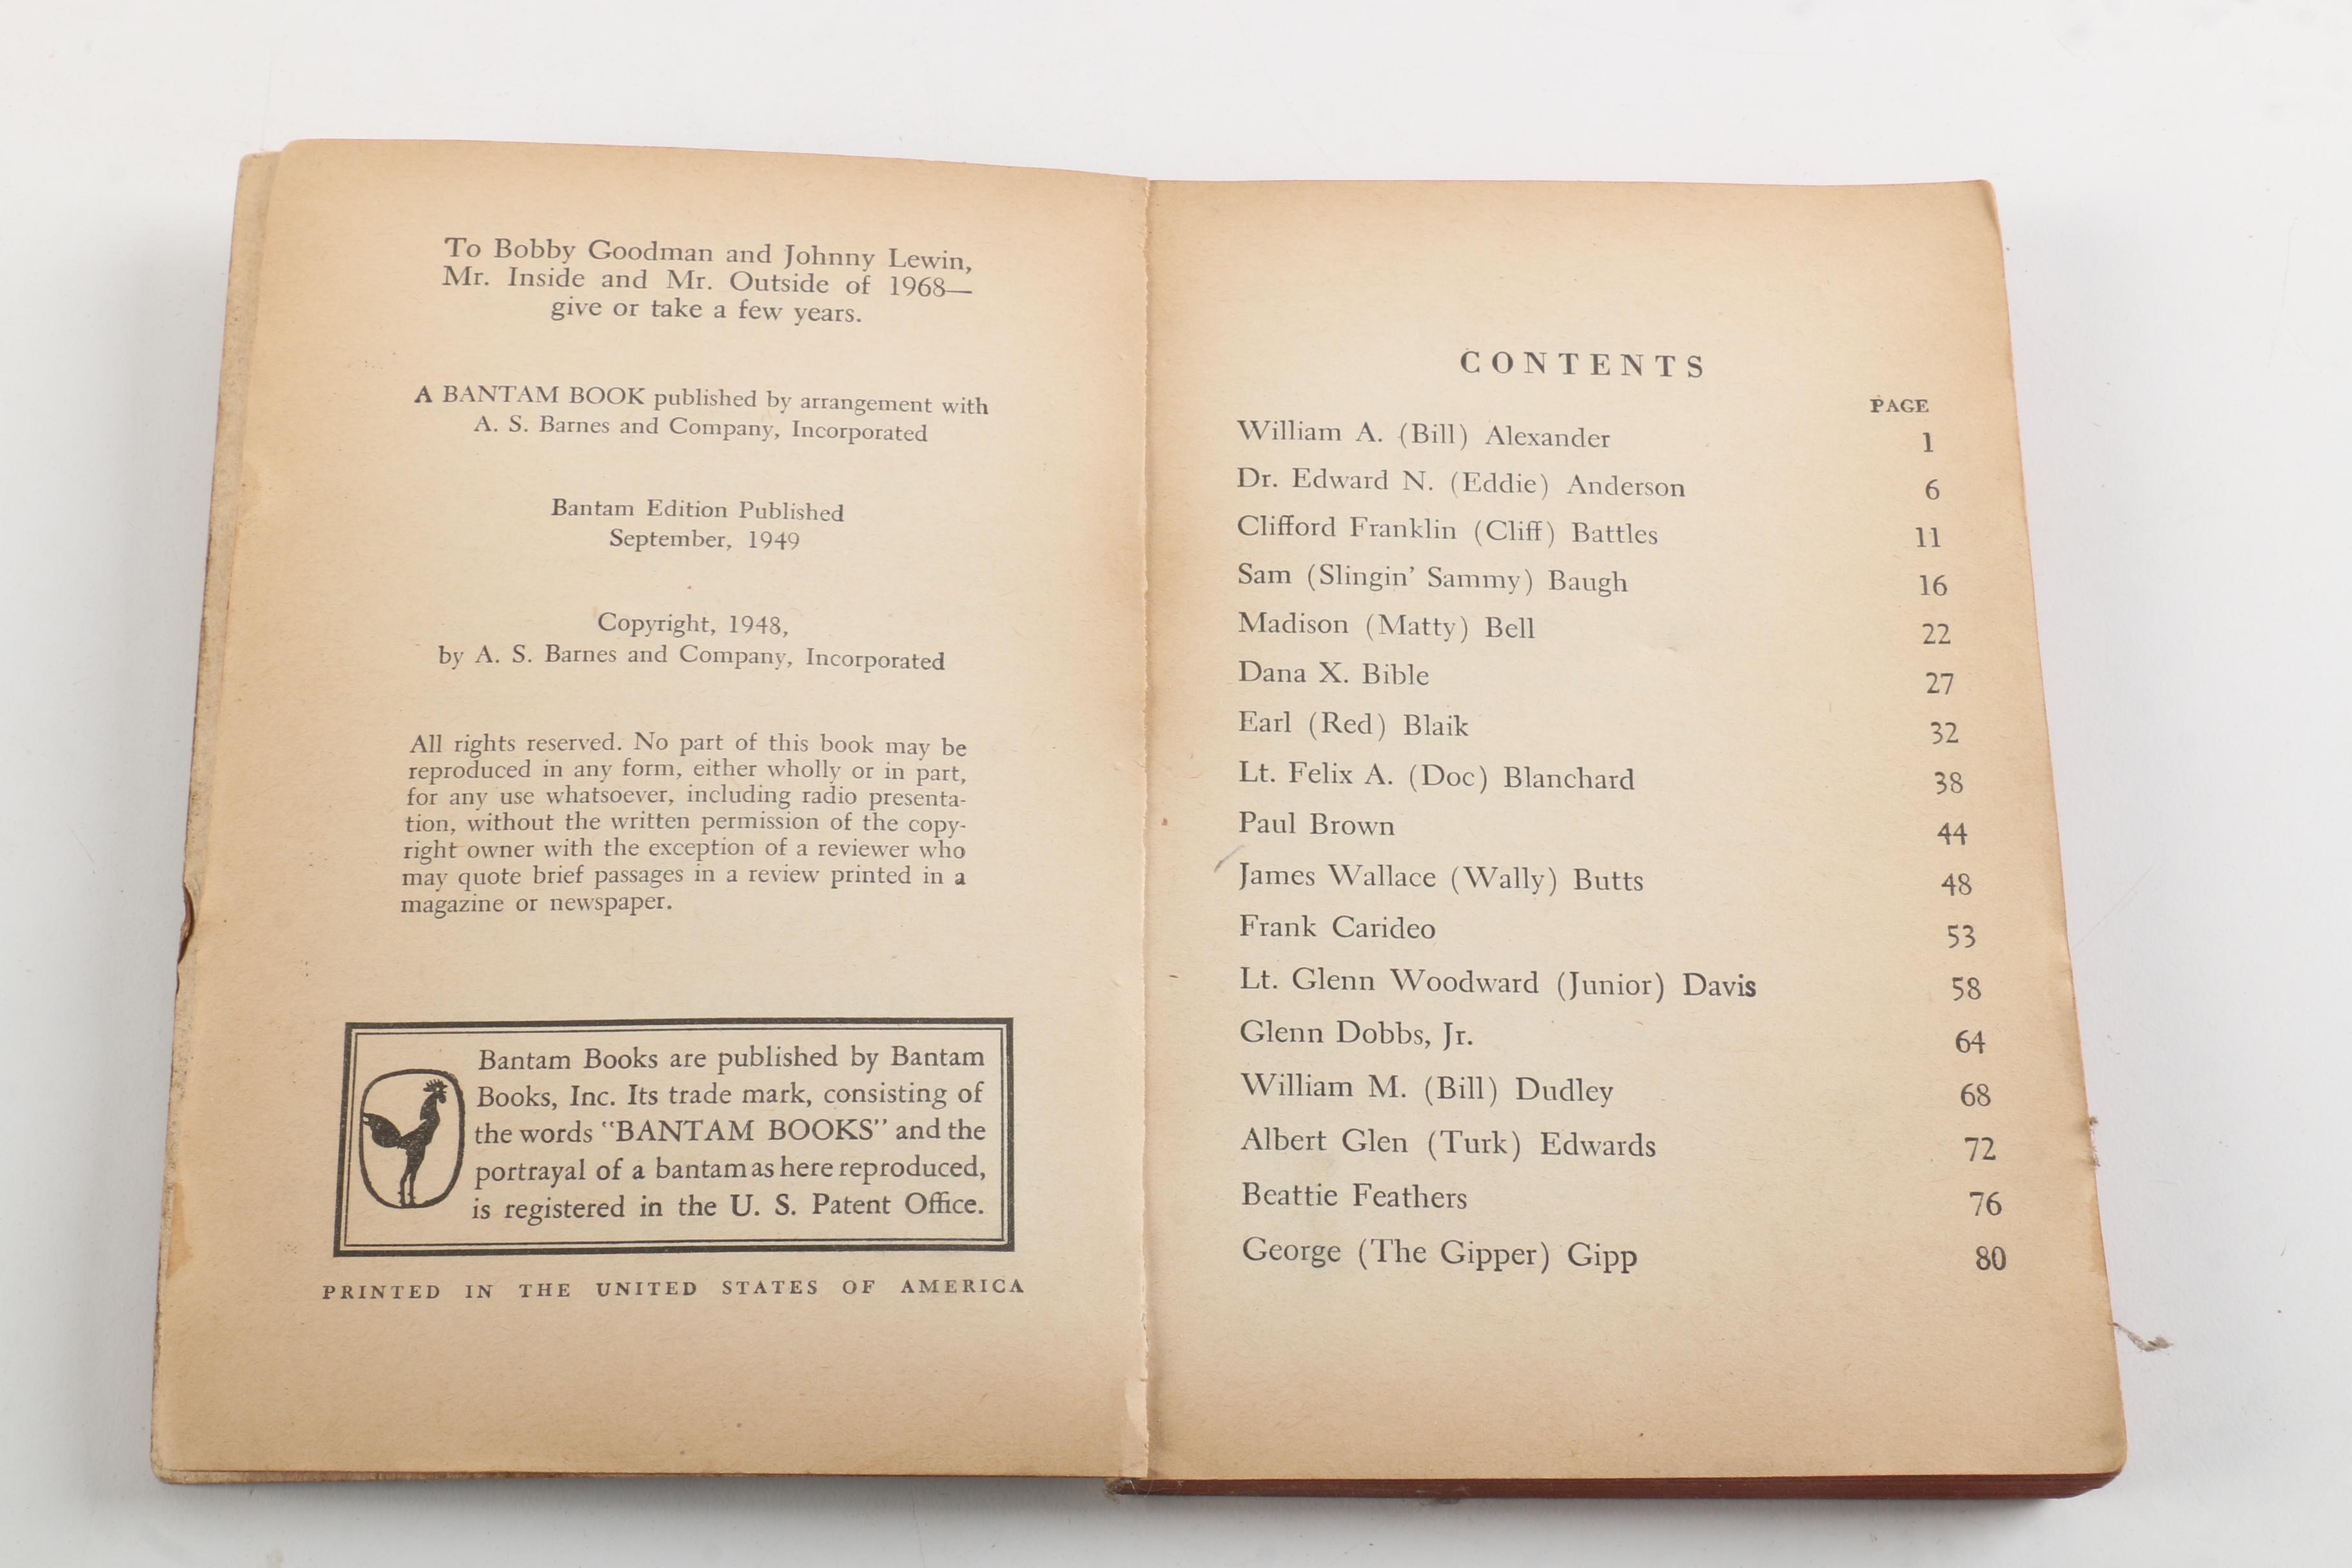 To Bobby Goodman and Johnny Lewin,
Mr. Inside and Mr. Outside of 1968—
give or take a few years.
A BANTAM BOOK published by arrangement with
A. S. Barnes and Company, Incorporated
Bantam Edition Published
September, 1949
Copyright, 1948,
by A. S. Barnes and Company, Incorporated
All rights reserved. No part of this book may be
reproduced in any form, either wholly or in part,
for any use whatsoever, including radio presenta-
tion, without the written permission of the copy-
right owner with the exception of a reviewer who
may quote brief passages in a review printed in a
magazine or newspaper.
Bantam Books are published by Bantam
Books, Inc. Its trade mark, consisting of
the words "BANTAM BOOKS" and the
portrayal of a bantam as here reproduced,
is registered in the U. S. Patent Office.
PRINTED IN THE UNITED STATES OF AMERICA
CONTENTS
PAGE
William A. (Bill) Alexander 1
Dr. Edward N. (Eddie) Anderson 6
Clifford Franklin (Cliff) Battles 11
Sam (Slingin' Sammy) Baugh 16
Madison (Matty) Bell 22
Dana X. Bible 27
Earl (Red) Blaik 32
Lt. Felix A. (Doc) Blanchard 38
Paul Brown 44
James Wallace (Wally) Butts 48
Frank Carideo 53
Lt. Glenn Woodward (Junior) Davis 58
Glenn Dobbs, Jr. 64
William M. (Bill) Dudley 68
Albert Glen (Turk) Edwards 72
Beattie Feathers 76
George (The Gipper) Gipp 80